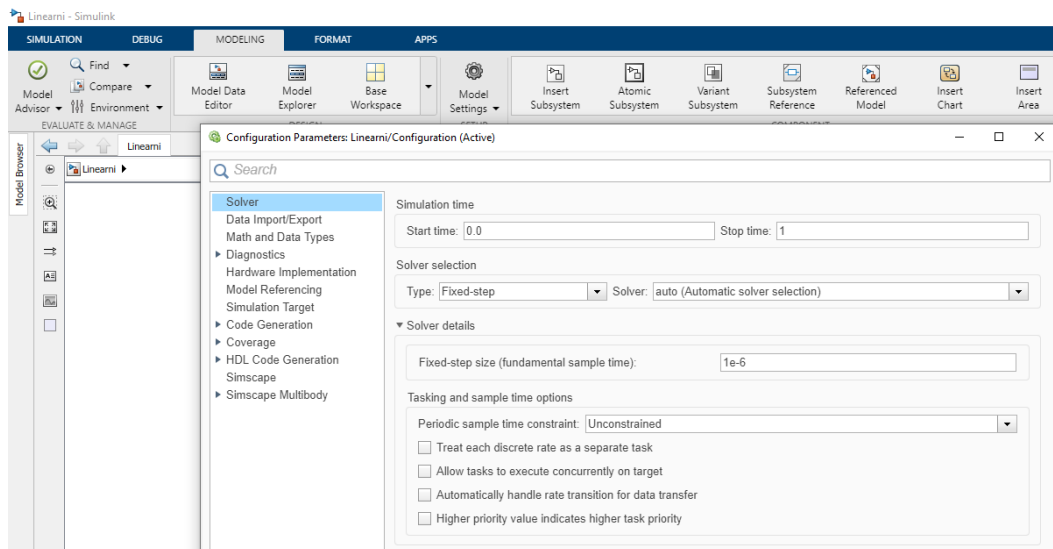 Linearni - Simulink
SIMULATION DEBUG MODELING FORMAT APPS
Model Advisor
Find
Compare
Environment
EVALUATE & MANAGE
Model Data Editor
Model Explorer
Base Workspace
Model Settings
Insert Subsystem
Atomic Subsystem
Variant Subsystem
Subsystem Reference
Referenced Model
Insert Chart
Insert Area
Model Browser
Linearni
Linearni
Configuration Parameters: Linearni/Configuration (Active)
Search
Solver
Data Import/Export
Math and Data Types
Diagnostics
Hardware Implementation
Model Referencing
Simulation Target
Code Generation
Coverage
HDL Code Generation
Simscape
Simscape Multibody
Simulation time
Start time: 0.0 Stop time: 1
Solver selection
Type: Fixed-step Solver: auto (Automatic solver selection)
Solver details
Fixed-step size (fundamental sample time): 1e-6
Tasking and sample time options
Periodic sample time constraint: Unconstrained
Treat each discrete rate as a separate task
Allow tasks to execute concurrently on target
Automatically handle rate transition for data transfer
Higher priority value indicates higher task priority